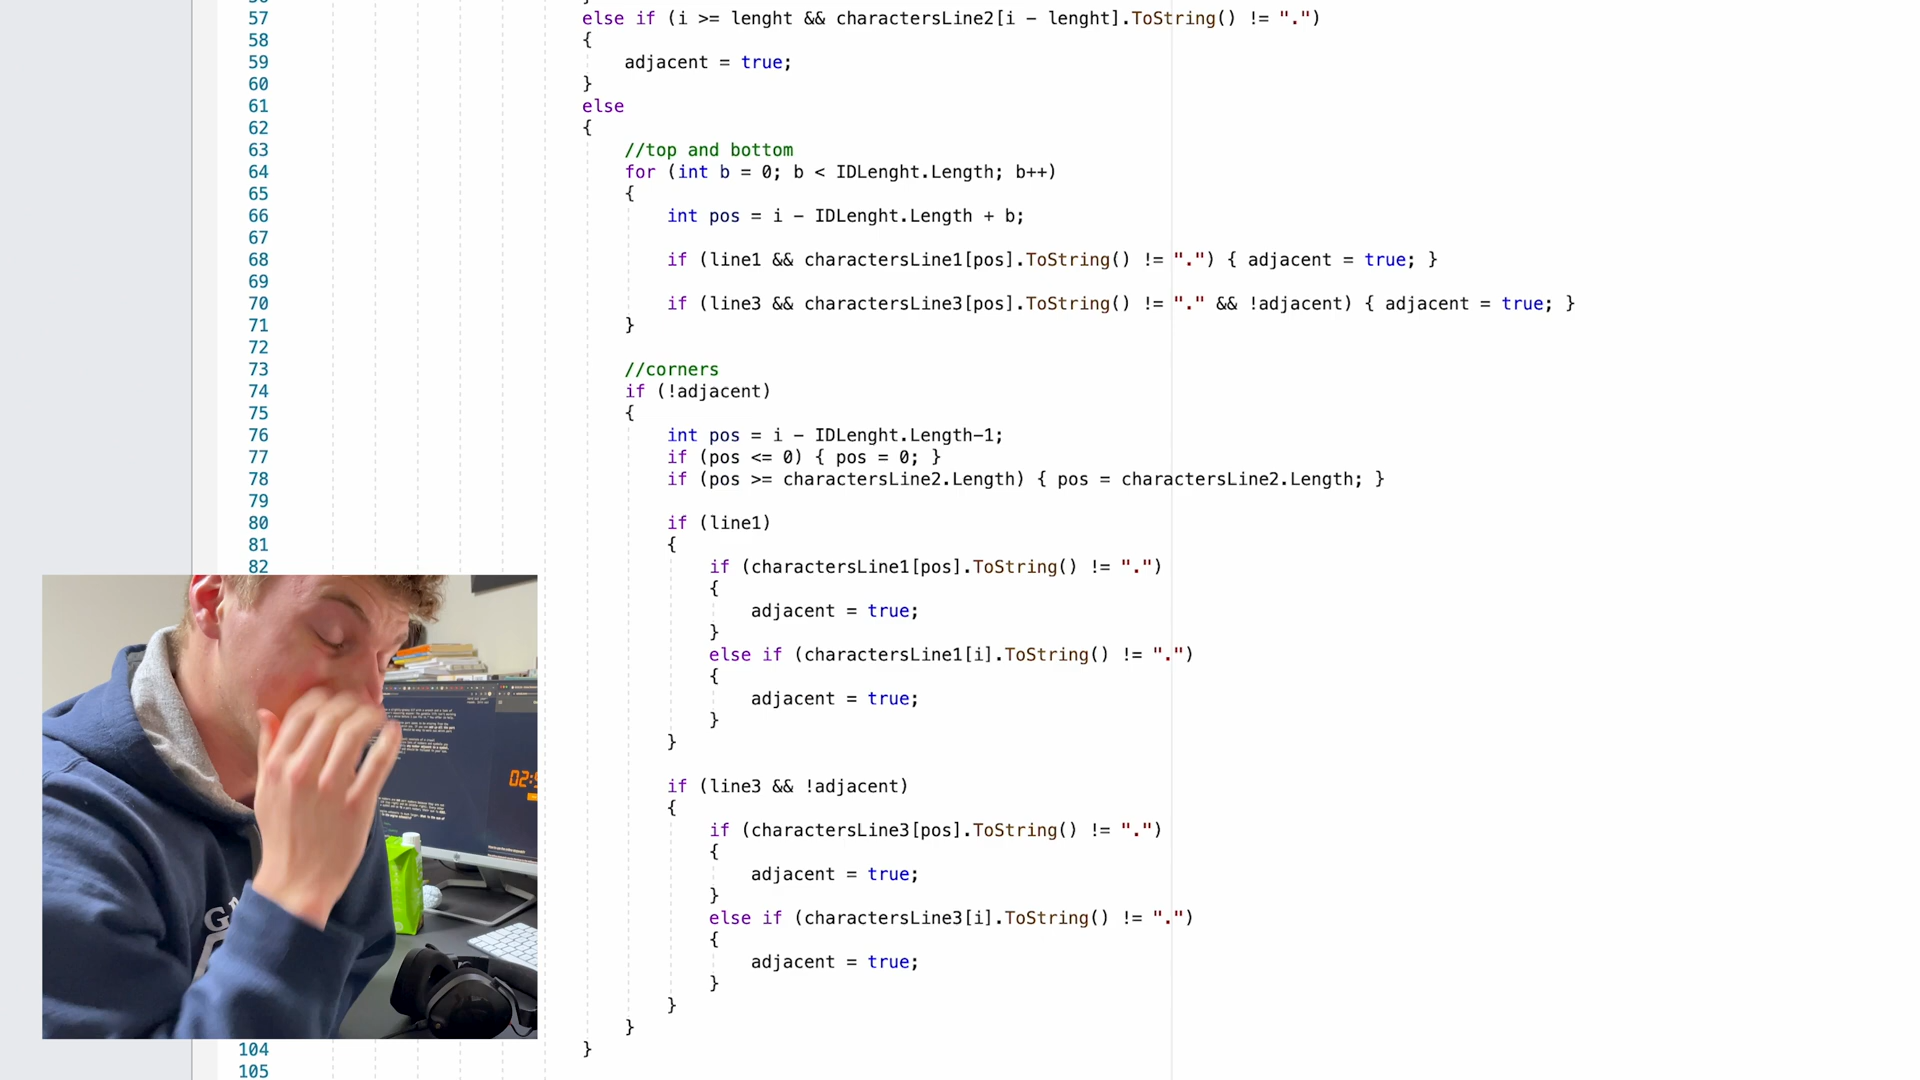 57 else if (i >= lenght && charactersLine2[i - lenght].ToString() != ".")
58 {
59 adjacent = true;
60 }
61 else
62 {
63 //top and bottom
64 for (int b = 0; b < IDLenght.Length; b++)
65 {
66 int pos = i - IDLenght.Length + b;
67
68 if (line1 && charactersLine1[pos].ToString() != ".") { adjacent = true; }
69
70 if (line3 && charactersLine3[pos].ToString() != "." && !adjacent) { adjacent = true; }
71 }
72
73 //corners
74 if (!adjacent)
75 {
76 int pos = i - IDLenght.Length-1;
77 if (pos <= 0) { pos = 0; }
78 if (pos >= charactersLine2.Length) { pos = charactersLine2.Length; }
79
80 if (line1)
81 {
82 if (charactersLine1[pos].ToString() != ".")
{
adjacent = true;
}
else if (charactersLine1[i].ToString() != ".")
{
adjacent = true;
}
}
if (line3 && !adjacent)
{
if (charactersLine3[pos].ToString() != ".")
{
adjacent = true;
}
else if (charactersLine3[i].ToString() != ".")
{
adjacent = true;
}
}
}
104 }
105